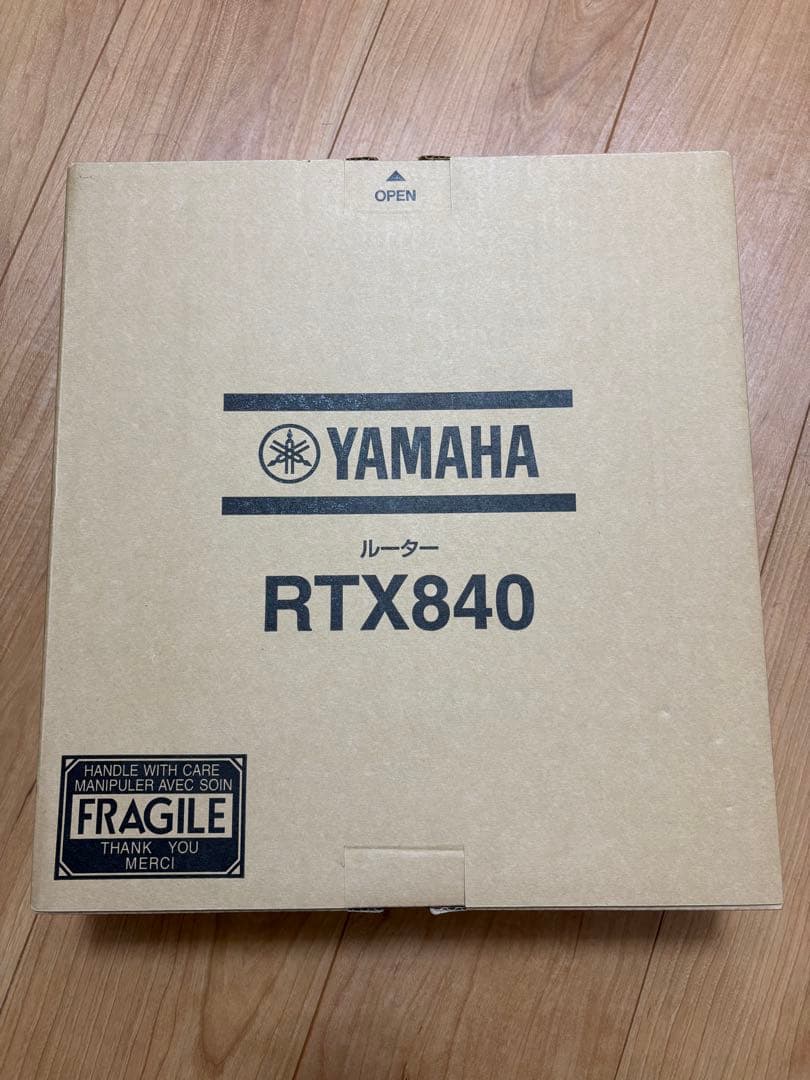 OPEN
YAMAHA
ルーター
RTX840
HANDLE WITH CARE
MANIPULER AVEC SOIN
FRAGILE
THANK YOU
MERCI